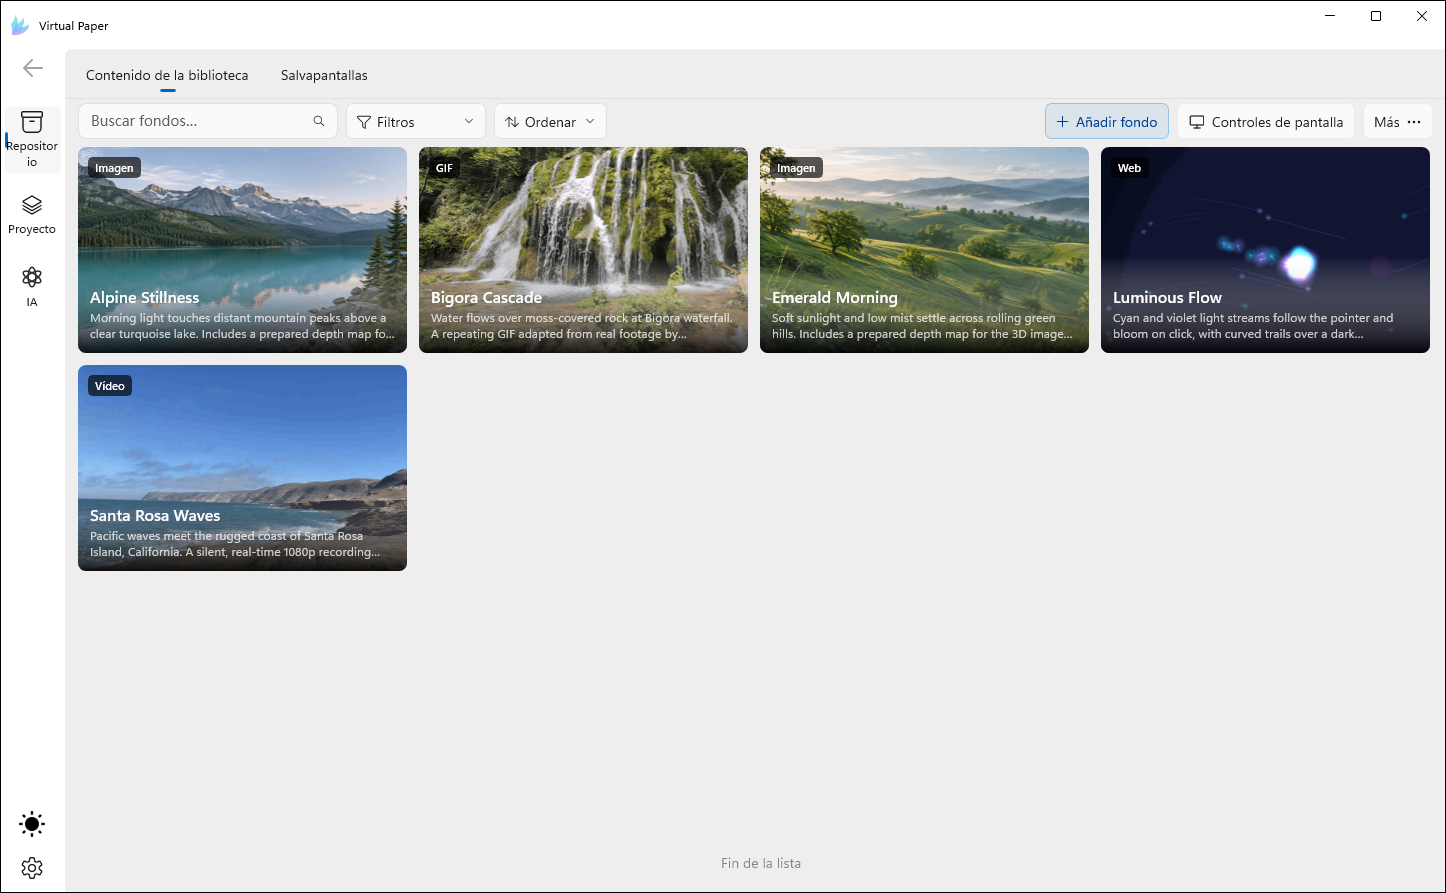 Virtual Paper
Contenido de la biblioteca
Salvapantallas
Buscar fondos...
Filtros
Ordenar
Añadir fondo
Controles de pantalla
Más
Repositor
io
Proyecto
IA
Imagen
Alpine Stillness
Morning light touches distant mountain peaks above a
clear turquoise lake. Includes a prepared depth map fo...
GIF
Bigora Cascade
Water flows over moss-covered rock at Bigora waterfall.
A repeating GIF adapted from real footage by...
Imagen
Emerald Morning
Soft sunlight and low mist settle across rolling green
hills. Includes a prepared depth map for the 3D image...
Web
Luminous Flow
Cyan and violet light streams follow the pointer and
bloom on click, with curved trails over a dark...
Vídeo
Santa Rosa Waves
Pacific waves meet the rugged coast of Santa Rosa
Island, California. A silent, real-time 1080p recording...
Fin de la lista